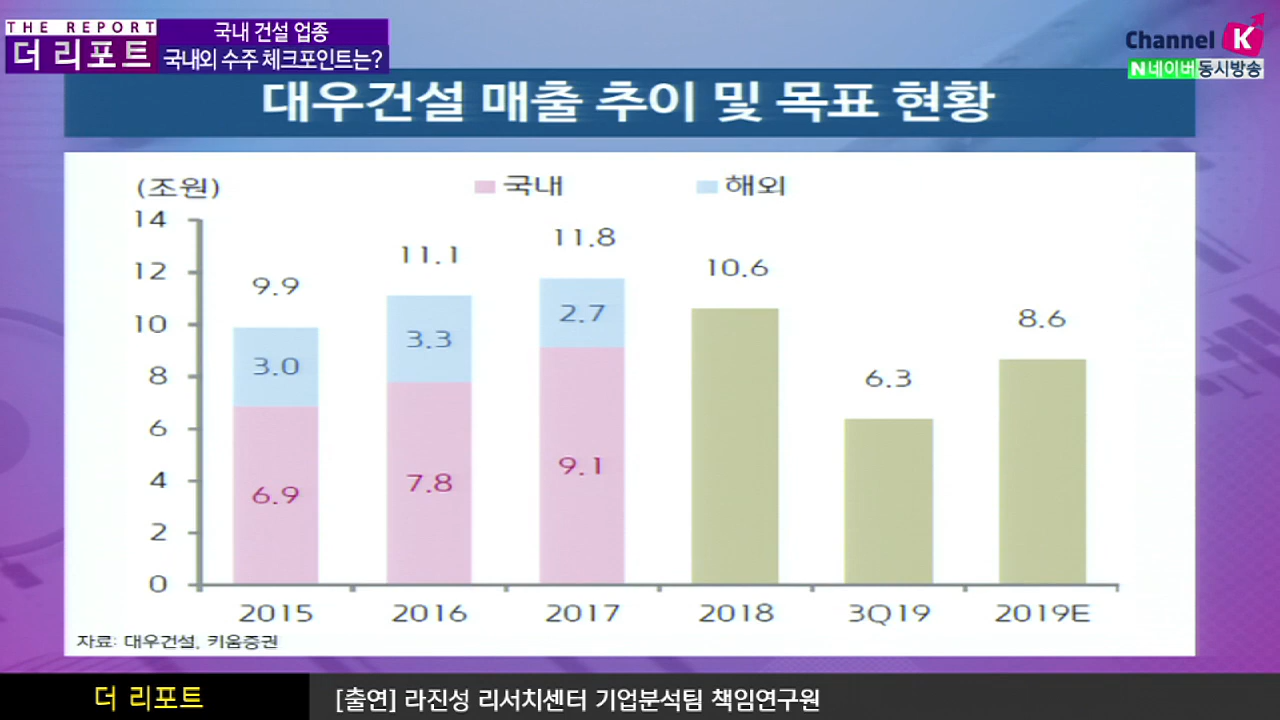 THE REPORT
더 리포트
국내 건설 업종
국내외 수주 체크포인트는?
Channel K
N 네이버 동시방송
대우건설 매출 추이 및 목표 현황
(조원)
국내
해외
14
12
10
8
6
4
2
0
9.9
3.0
6.9
11.1
3.3
7.8
11.8
2.7
9.1
10.6
6.3
8.6
2015
2016
2017
2018
3Q19
2019E
자료: 대우건설, 키움증권
더 리포트
[출연] 라진성 리서치센터 기업분석팀 책임연구원